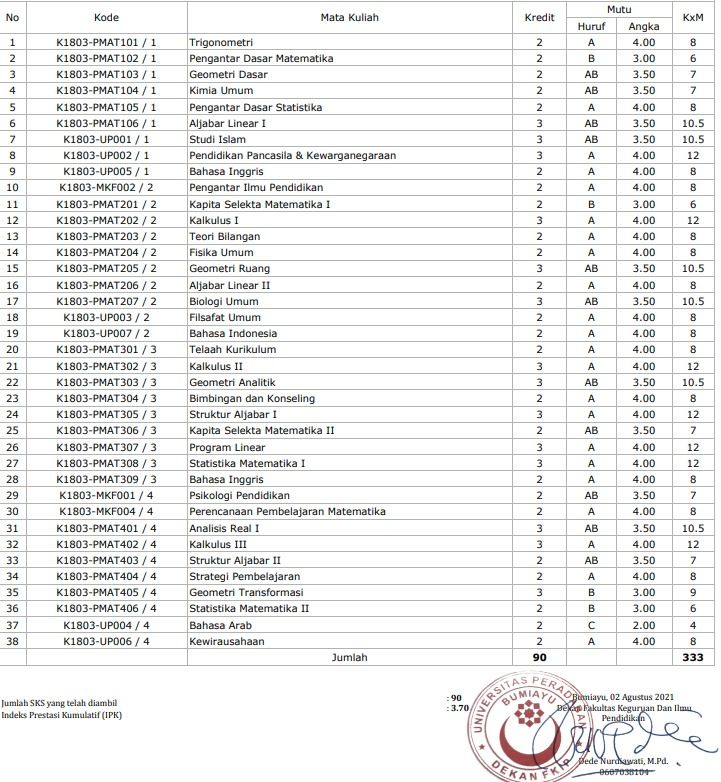 No Kode Mata Kuliah Kredit Mutu KxM
Huruf Angka
1 K1803-PMAT101 / 1 Trigonometri 2 A 4.00 8
2 K1803-PMAT102 / 1 Pengantar Dasar Matematika 2 B 3.00 6
3 K1803-PMAT103 / 1 Geometri Dasar 2 AB 3.50 7
4 K1803-PMAT104 / 1 Kimia Umum 2 AB 3.50 7
5 K1803-PMAT105 / 1 Pengantar Dasar Statistika 2 A 4.00 8
6 K1803-PMAT106 / 1 Aljabar Linear I 3 AB 3.50 10.5
7 K1803-UP001 / 1 Studi Islam 3 AB 3.50 10.5
8 K1803-UP002 / 1 Pendidikan Pancasila & Kewarganegaraan 3 A 4.00 12
9 K1803-UP005 / 1 Bahasa Inggris 2 A 4.00 8
10 K1803-MKF002 / 2 Pengantar Ilmu Pendidikan 2 A 4.00 8
11 K1803-PMAT201 / 2 Kapita Selekta Matematika I 2 B 3.00 6
12 K1803-PMAT202 / 2 Kalkulus I 3 A 4.00 12
13 K1803-PMAT203 / 2 Teori Bilangan 2 A 4.00 8
14 K1803-PMAT204 / 2 Fisika Umum 2 A 4.00 8
15 K1803-PMAT205 / 2 Geometri Ruang 3 AB 3.50 10.5
16 K1803-PMAT206 / 2 Aljabar Linear II 2 A 4.00 8
17 K1803-PMAT207 / 2 Biologi Umum 3 AB 3.50 10.5
18 K1803-UP003 / 2 Filsafat Umum 2 A 4.00 8
19 K1803-UP007 / 2 Bahasa Indonesia 2 A 4.00 8
20 K1803-PMAT301 / 3 Telaah Kurikulum 2 A 4.00 8
21 K1803-PMAT302 / 3 Kalkulus II 3 A 4.00 12
22 K1803-PMAT303 / 3 Geometri Analitik 3 AB 3.50 10.5
23 K1803-PMAT304 / 3 Bimbingan dan Konseling 2 A 4.00 8
24 K1803-PMAT305 / 3 Struktur Aljabar I 3 A 4.00 12
25 K1803-PMAT306 / 3 Kapita Selekta Matematika II 2 AB 3.50 7
26 K1803-PMAT307 / 3 Program Linear 3 A 4.00 12
27 K1803-PMAT308 / 3 Statistika Matematika I 3 A 4.00 12
28 K1803-PMAT309 / 3 Bahasa Inggris 2 A 4.00 8
29 K1803-MKF001 / 4 Psikologi Pendidikan 2 AB 3.50 7
30 K1803-MKF004 / 4 Perencanaan Pembelajaran Matematika 2 A 4.00 8
31 K1803-PMAT401 / 4 Analisis Real I 3 AB 3.50 10.5
32 K1803-PMAT402 / 4 Kalkulus III 3 A 4.00 12
33 K1803-PMAT403 / 4 Struktur Aljabar II 2 AB 3.50 7
34 K1803-PMAT404 / 4 Strategi Pembelajaran 2 A 4.00 8
35 K1803-PMAT405 / 4 Geometri Transformasi 3 B 3.00 9
36 K1803-PMAT406 / 4 Statistika Matematika II 2 B 3.00 6
37 K1803-UP004 / 4 Bahasa Arab 2 C 2.00 4
38 K1803-UP006 / 4 Kewirausahaan 2 A 4.00 8
Jumlah 90 333
Jumlah SKS yang telah diambil : 90
Indeks Prestasi Kumulatif (IPK) : 3.70
Bumiayu, 02 Agustus 2021
Dekan Fakultas Keguruan Dan Ilmu
Pendidikan
UNIVERSITAS PERADABAN
BUMIAYU
DEKAN FKIP
Dede Nurdiawati, M.Pd.
0607038104